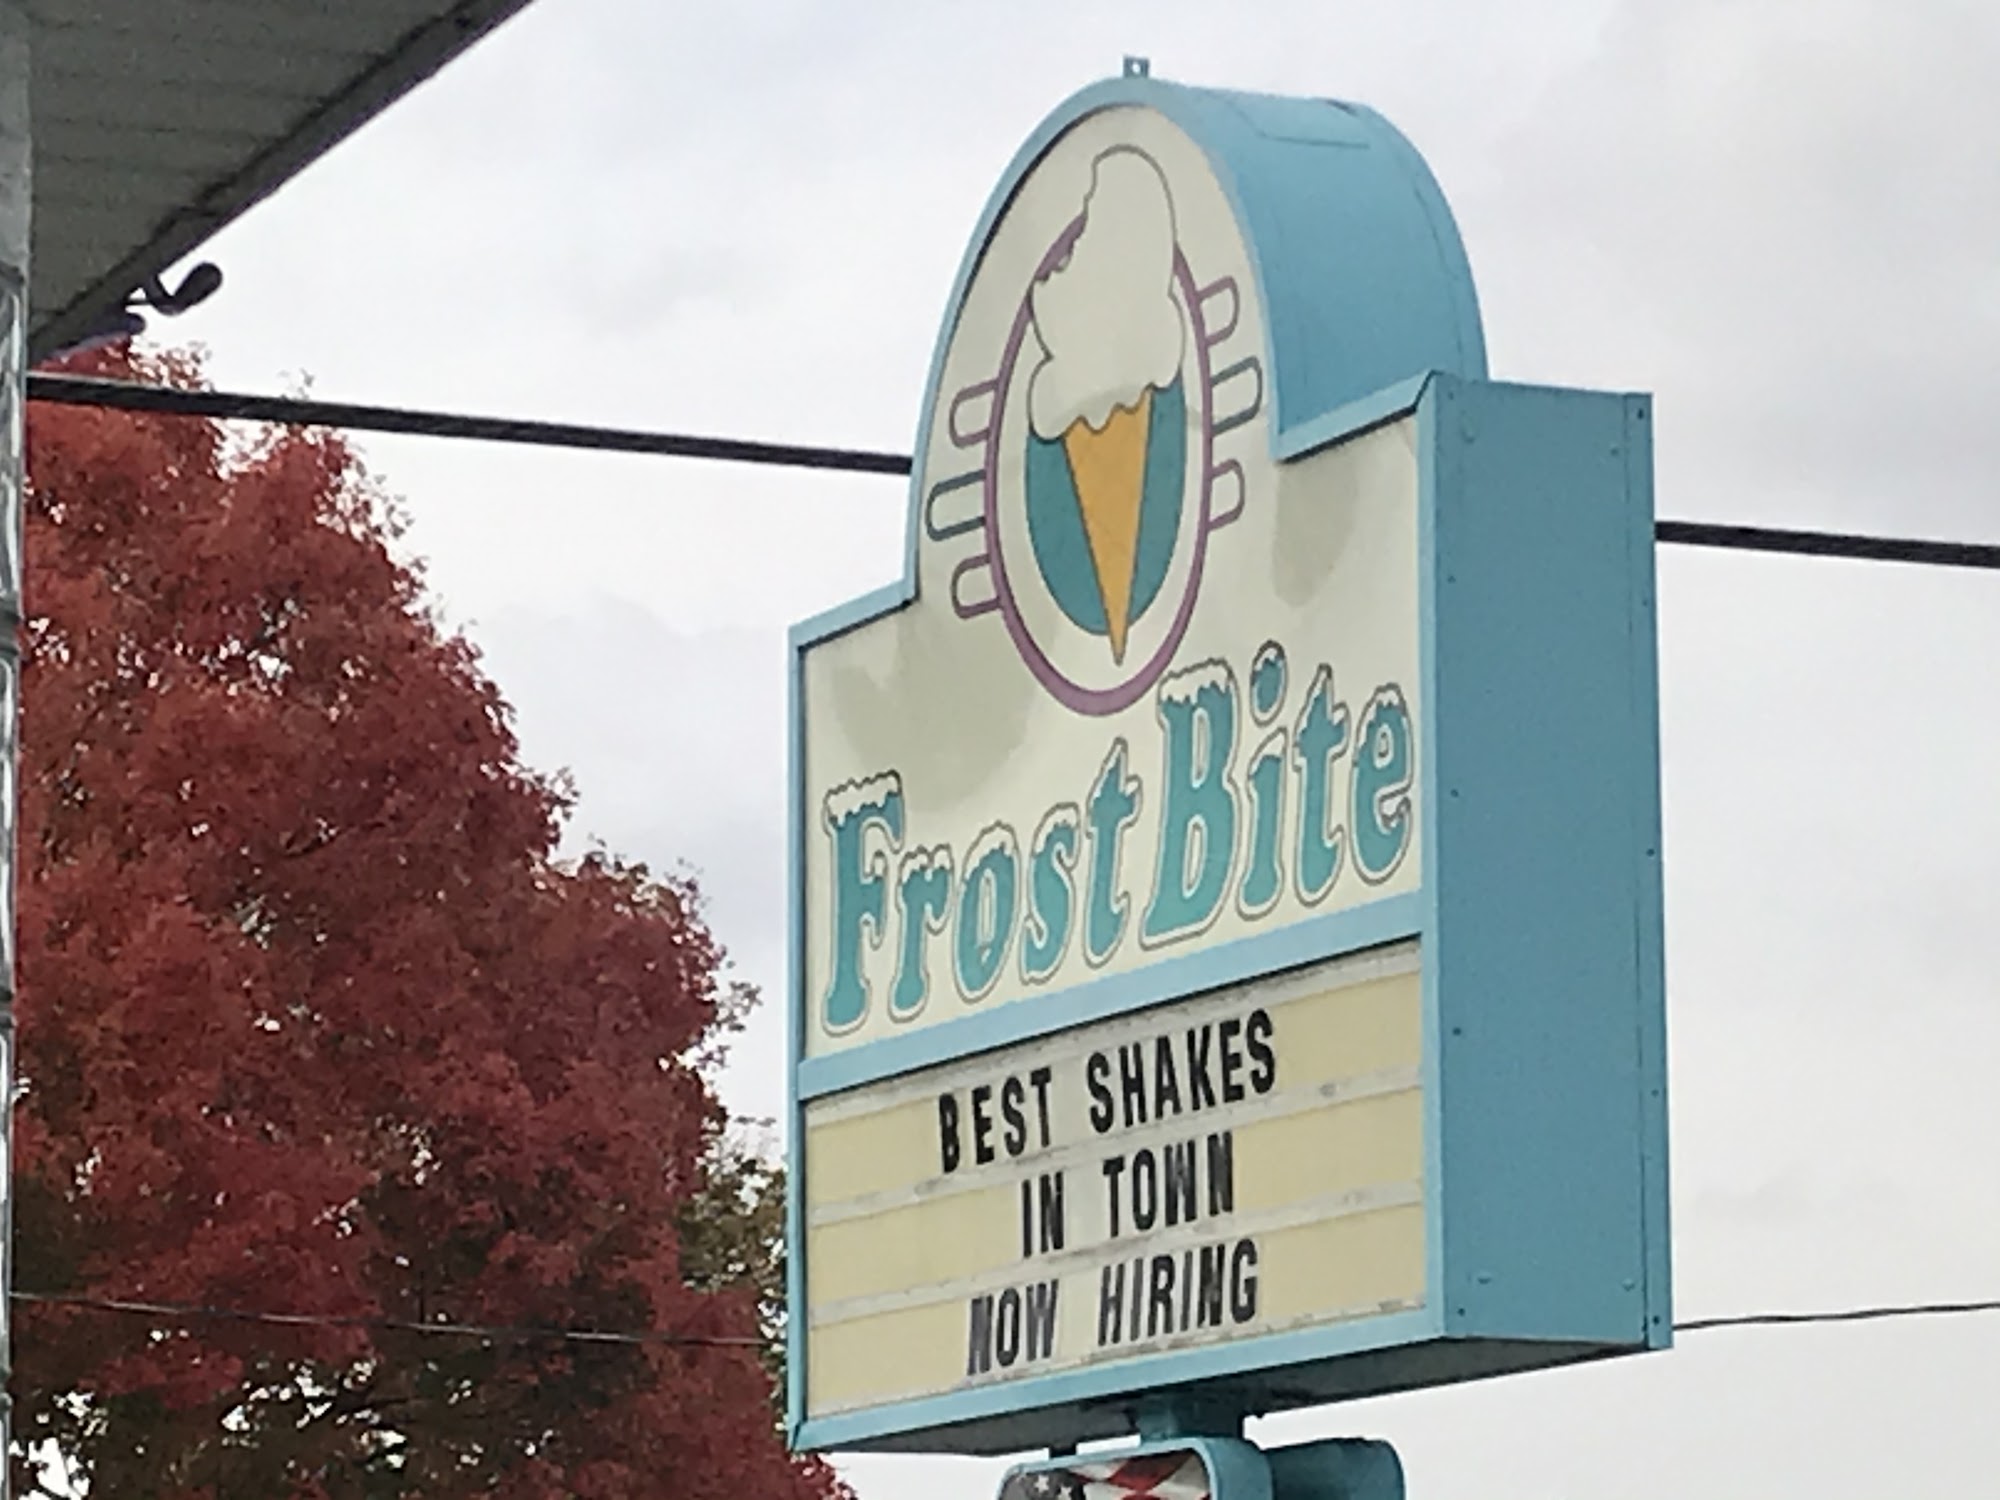 FrostBite
BEST SHAKES
IN TOWN
NOW HIRING